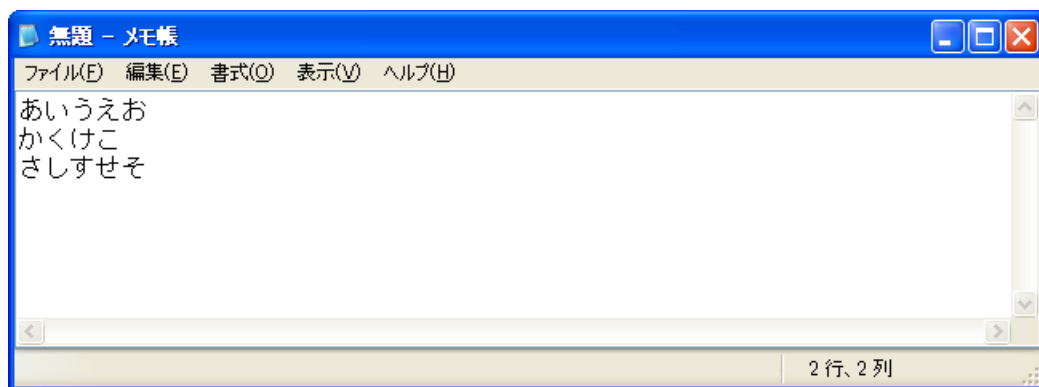 無題 - メモ帳
ファイル(F) 編集(E) 書式(O) 表示(V) ヘルプ(H)
あいうえお
かくけこ
さしすせそ
2行、2列